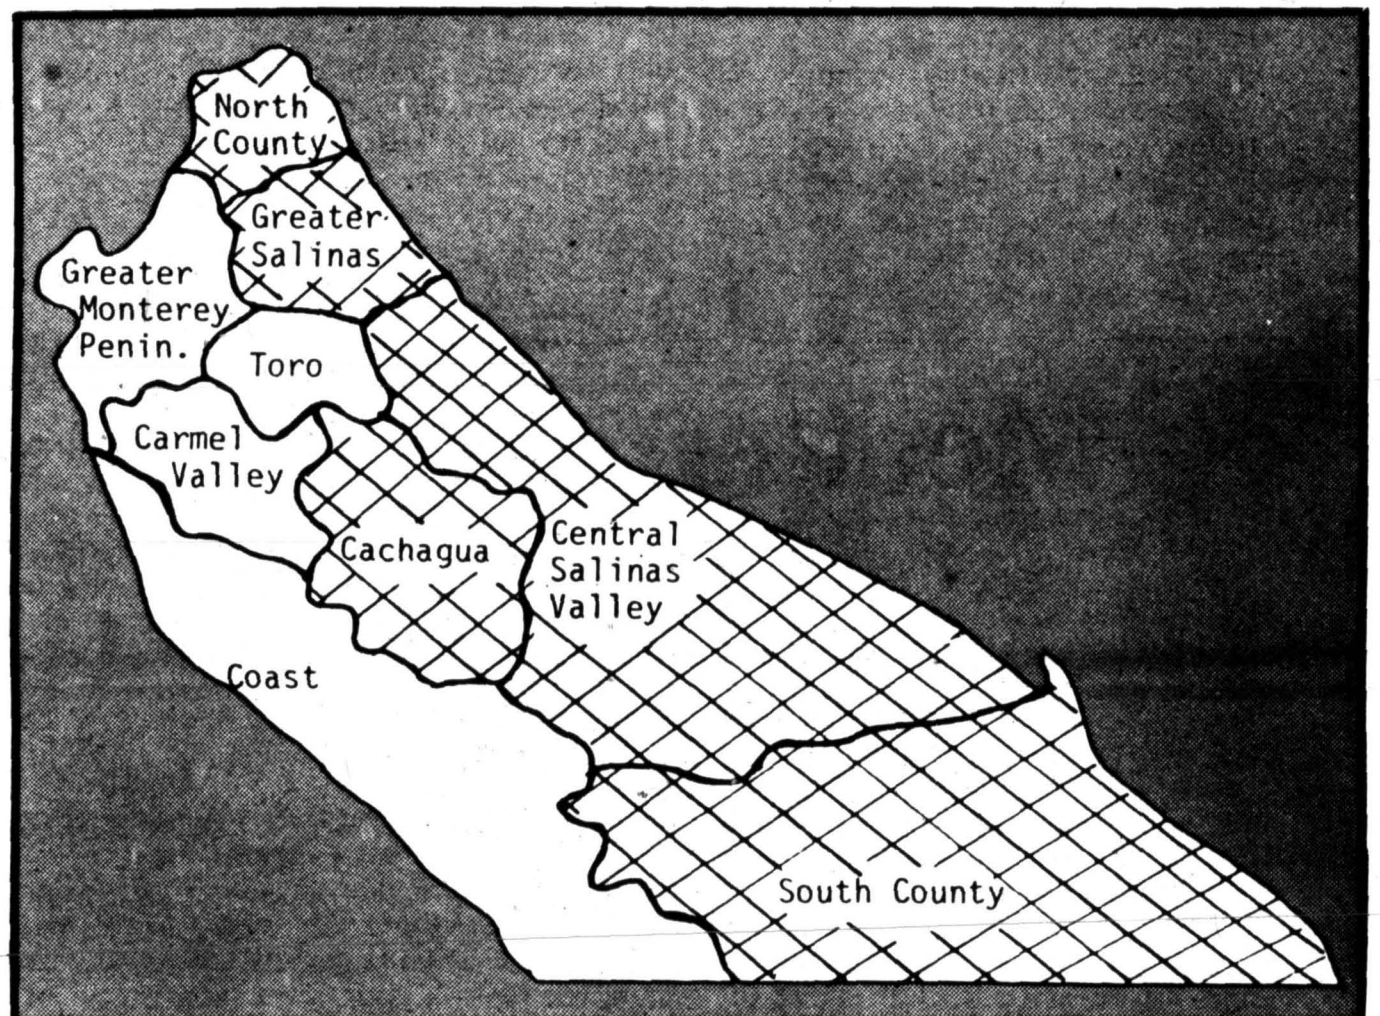 North
County
Greater
Salinas
Greater
Monterey
Penin.
Toro
Carmel
Valley
Cachagua
Central
Salinas
Valley
Coast
South County